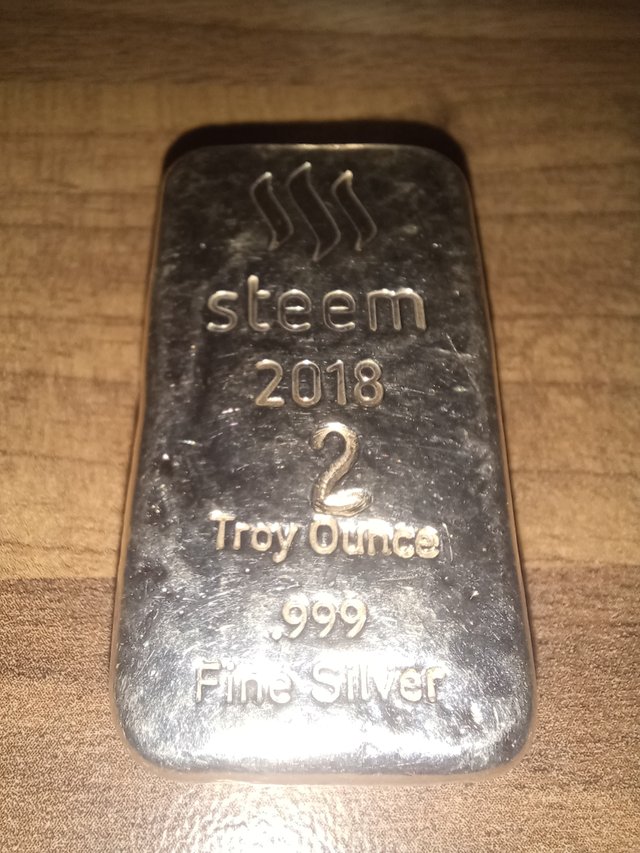 steem
2018
2
Troy Ounce
.999
Fine Silver